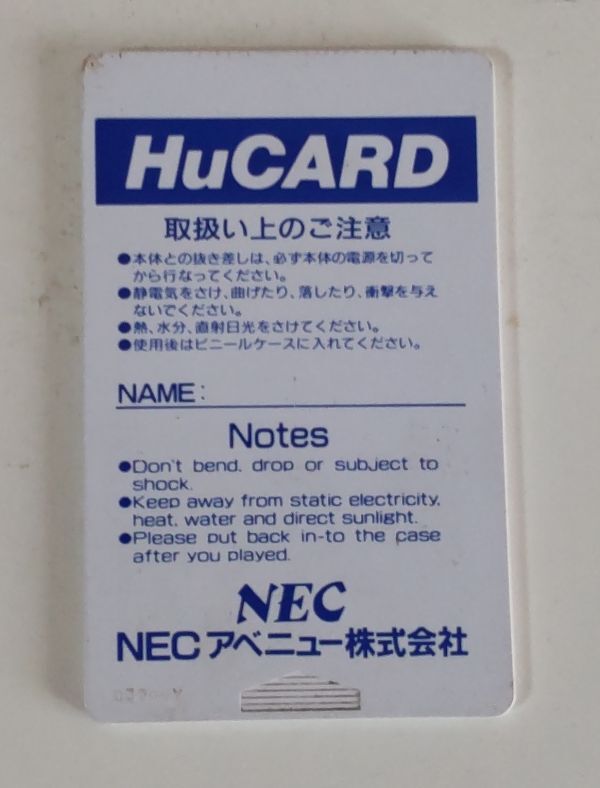 HuCARD
取扱い上のご注意
●本体との抜き差しは、必ず本体の電源を切って
から行なってください。
●静電気をさけ、曲げたり、落したり、衝撃を与え
ないでください。
●熱、水分、直射日光をさけてください。
●使用後はビニールケースに入れてください。
NAME:
Notes
●Don't bend, drop or subject to
shock.
●Keep away from static electricity,
heat, water and direct sunlight.
●Please put back in-to the case
after you played.
NEC
NECアベニュー株式会社